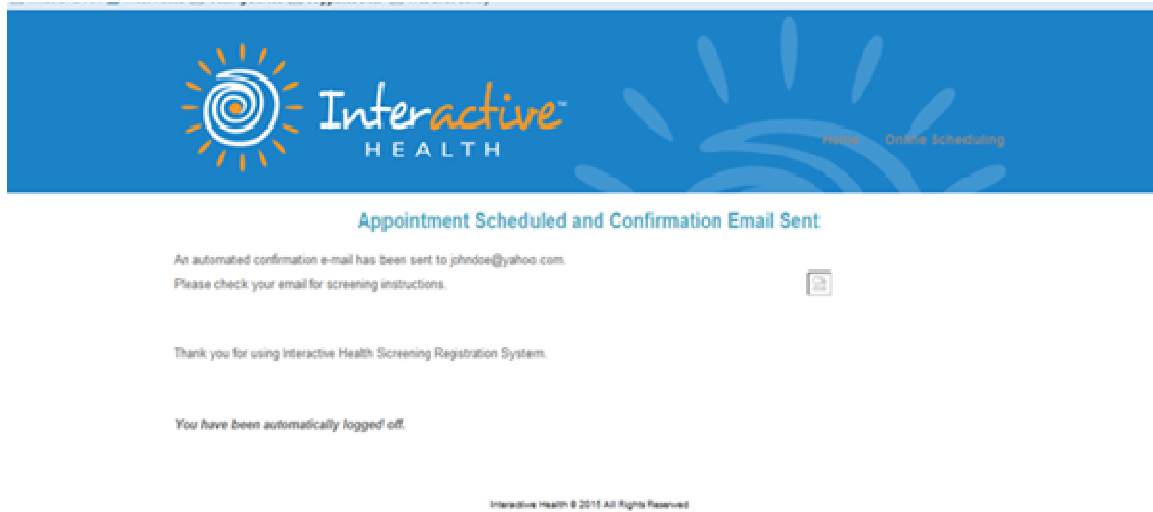 Interactive™
HEALTH
Home Online Scheduling
Appointment Scheduled and Confirmation Email Sent:
An automated confirmation e-mail has been sent to johndoe@yahoo.com.
Please check your email for screening instructions.
Thank you for using Interactive Health Screening Registration System.
You have been automatically logged off.
Interactive Health © 2015 All Rights Reserved